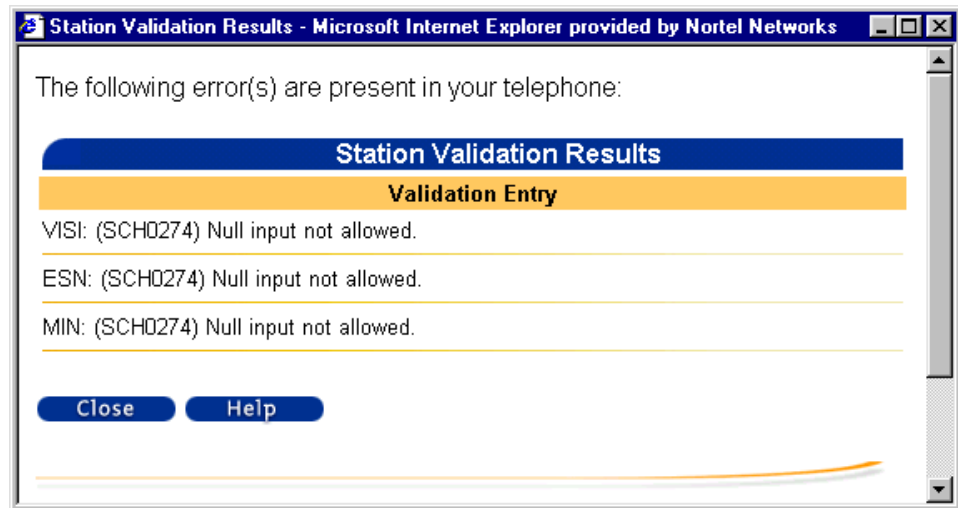 Station Validation Results - Microsoft Internet Explorer provided by Nortel Networks
The following error(s) are present in your telephone:
Station Validation Results
Validation Entry
VISI: (SCH0274) Null input not allowed.
ESN: (SCH0274) Null input not allowed.
MIN: (SCH0274) Null input not allowed.
Close Help